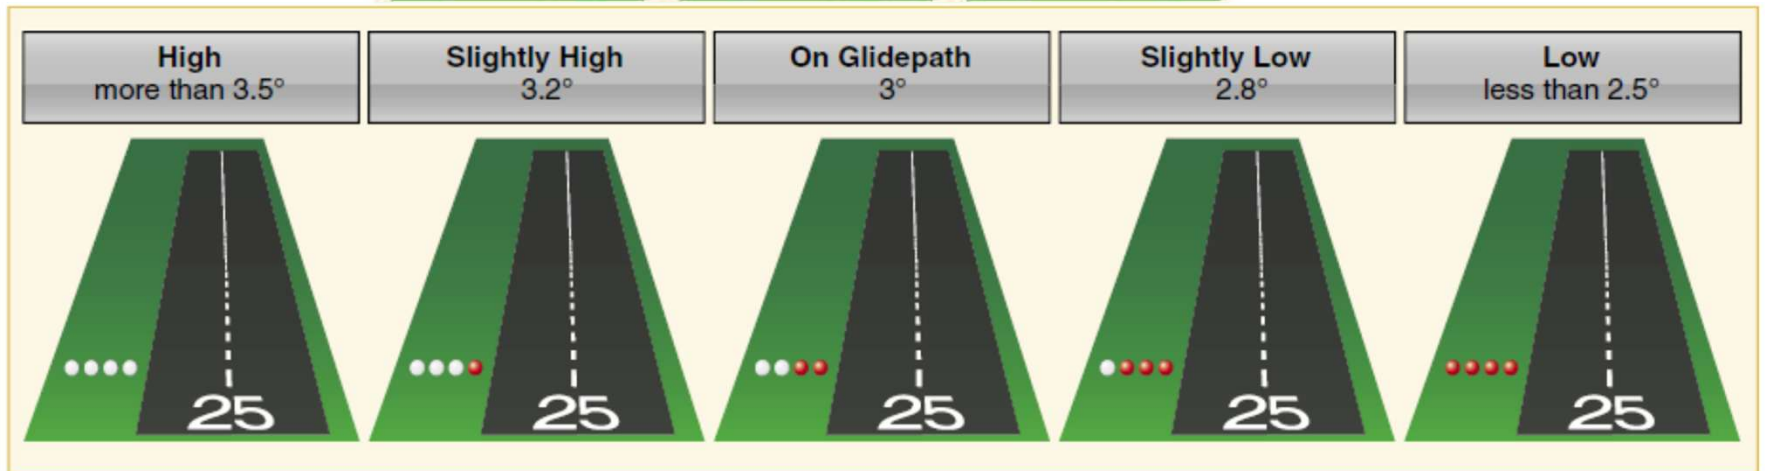 High
more than 3.5°
Slightly High
3.2°
On Glidepath
3°
Slightly Low
2.8°
Low
less than 2.5°
25
25
25
25
25